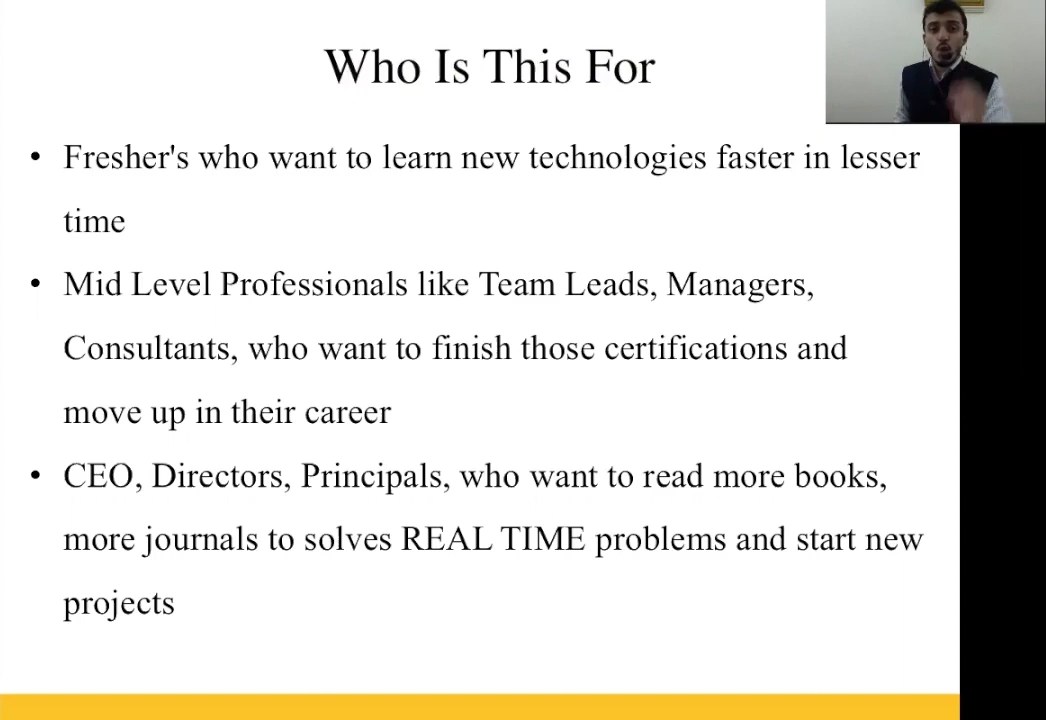 Who Is This For
• Fresher's who want to learn new technologies faster in lesser
time
• Mid Level Professionals like Team Leads, Managers,
Consultants, who want to finish those certifications and
move up in their career
• CEO, Directors, Principals, who want to read more books,
more journals to solves REAL TIME problems and start new
projects